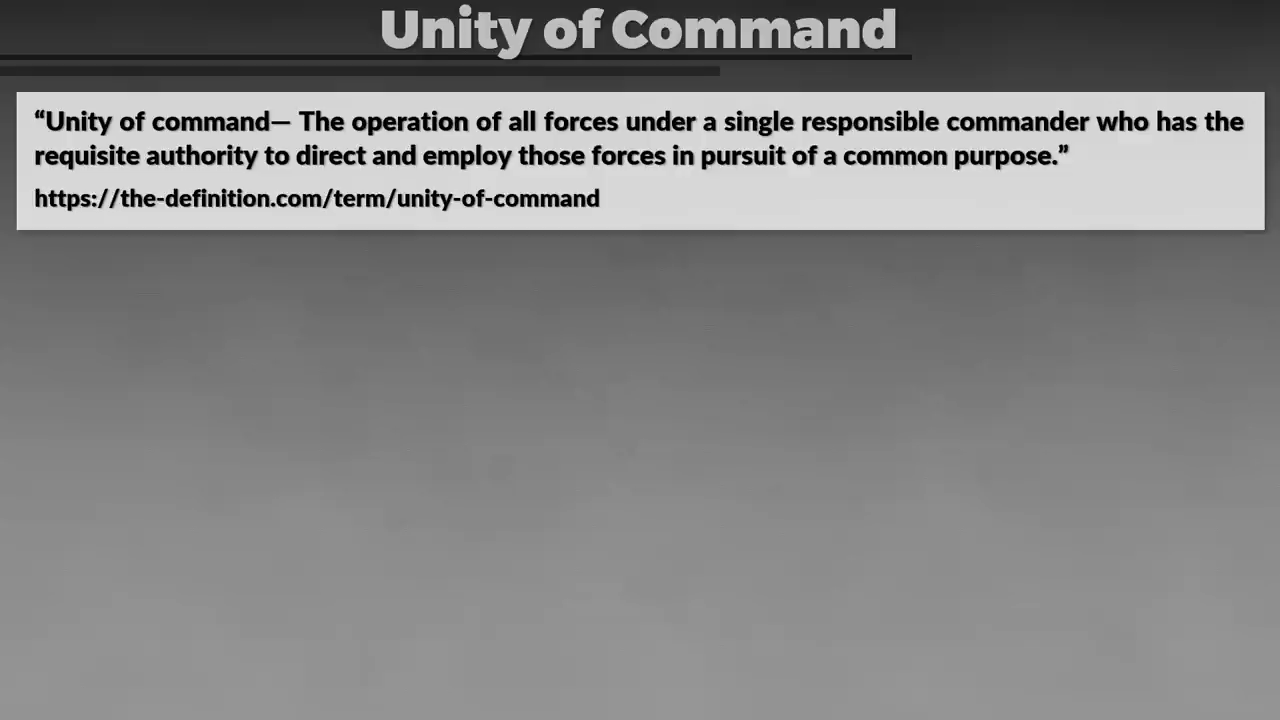 Unity of Command
“Unity of command— The operation of all forces under a single responsible commander who has the
requisite authority to direct and employ those forces in pursuit of a common purpose.”
https://the-definition.com/term/unity-of-command